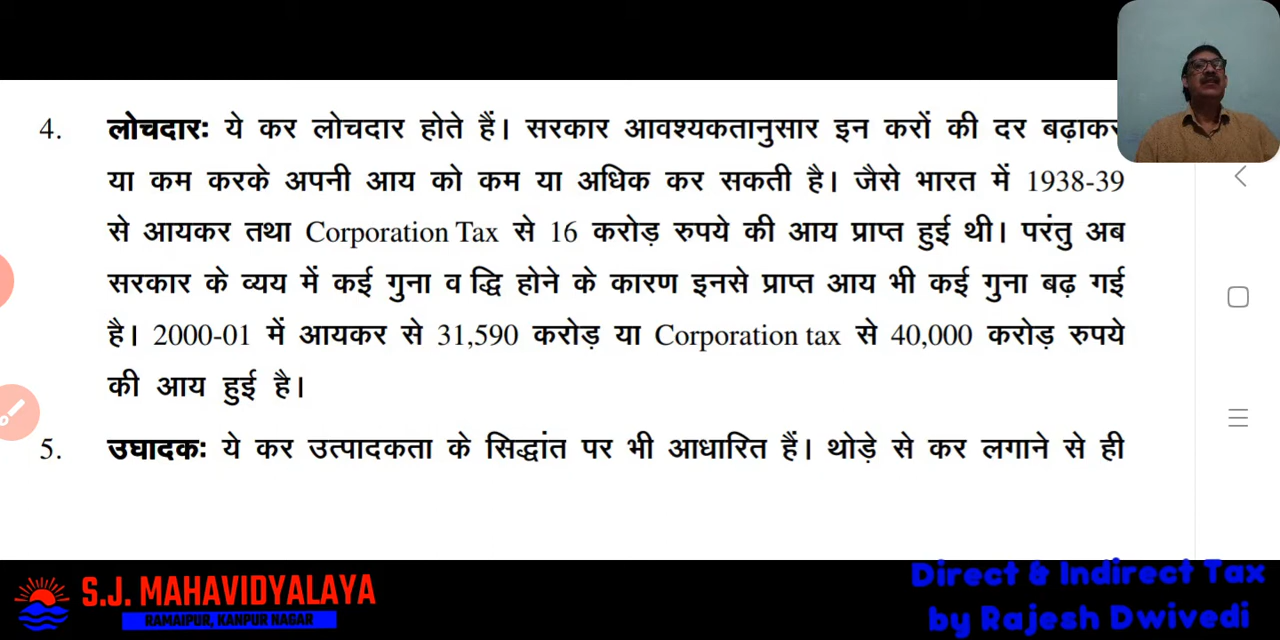 4. लोचदारः ये कर लोचदार होते हैं। सरकार आवश्यकतानुसार इन करों की दर बढ़ाकर
या कम करके अपनी आय को कम या अधिक कर सकती है। जैसे भारत में 1938-39
से आयकर तथा Corporation Tax से 16 करोड़ रुपये की आय प्राप्त हुई थी। परंतु अब
सरकार के व्यय में कई गुना व द्धि होने के कारण इनसे प्राप्त आय भी कई गुना बढ़ गई
है। 2000-01 में आयकर से 31,590 करोड़ या Corporation tax से 40,000 करोड़ रुपये
की आय हुई है।
5. उघादकः ये कर उत्पादकता के सिद्धांत पर भी आधारित हैं। थोड़े से कर लगाने से ही
S.J. MAHAVIDYALAYA
RAMAIPUR, KANPUR NAGAR
Direct & Indirect Tax
by Rajesh Dwivedi